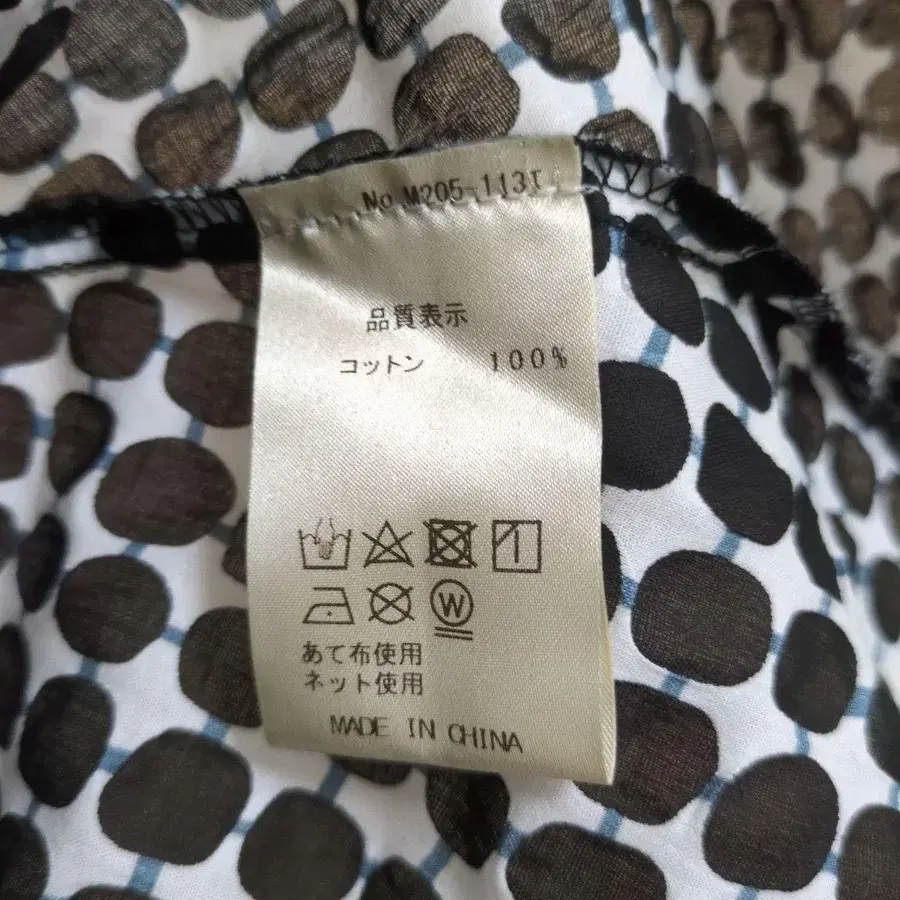 No.M205-113T
品質表示
コットン 100%
W
あて布使用
ネット使用
MADE IN CHINA